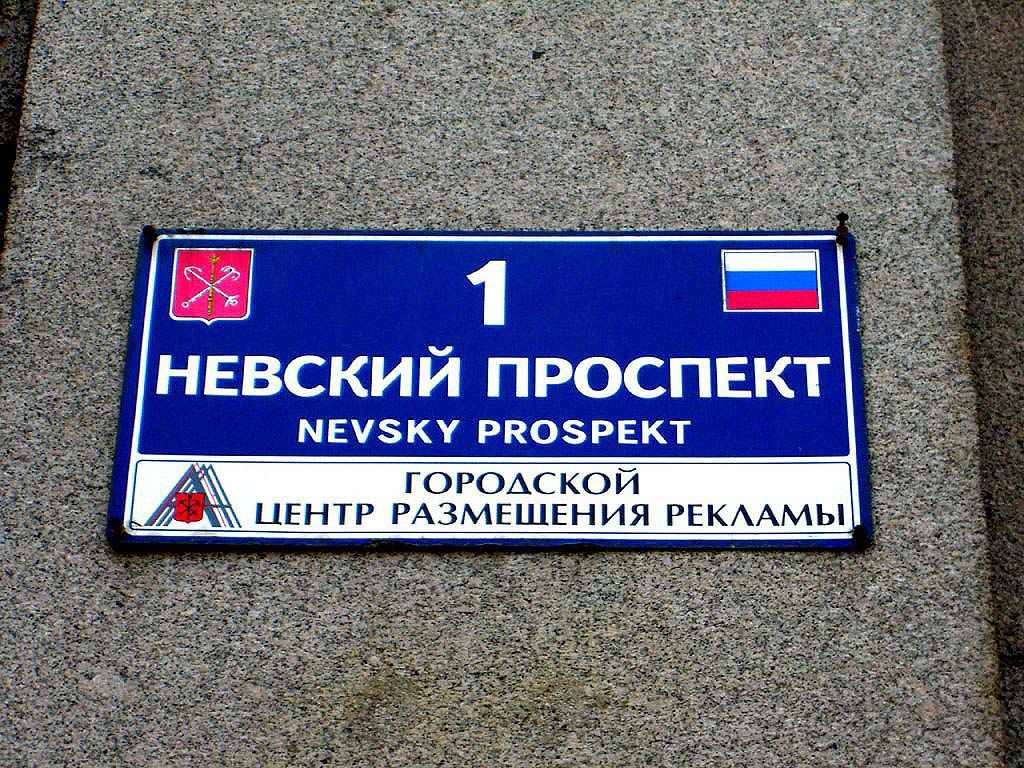 1
НЕВСКИЙ ПРОСПЕКТ
NEVSKY PROSPEKT
ГОРОДСКОЙ
ЦЕНТР РАЗМЕЩЕНИЯ РЕКЛАМЫ